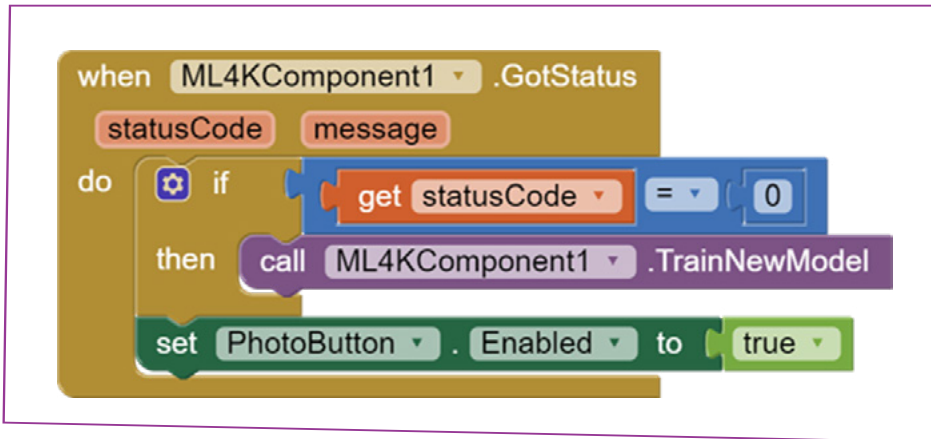 when ML4KComponent1 .GotStatus
statusCode message
do if get statusCode = 0
then call ML4KComponent1 .TrainNewModel
set PhotoButton . Enabled to true